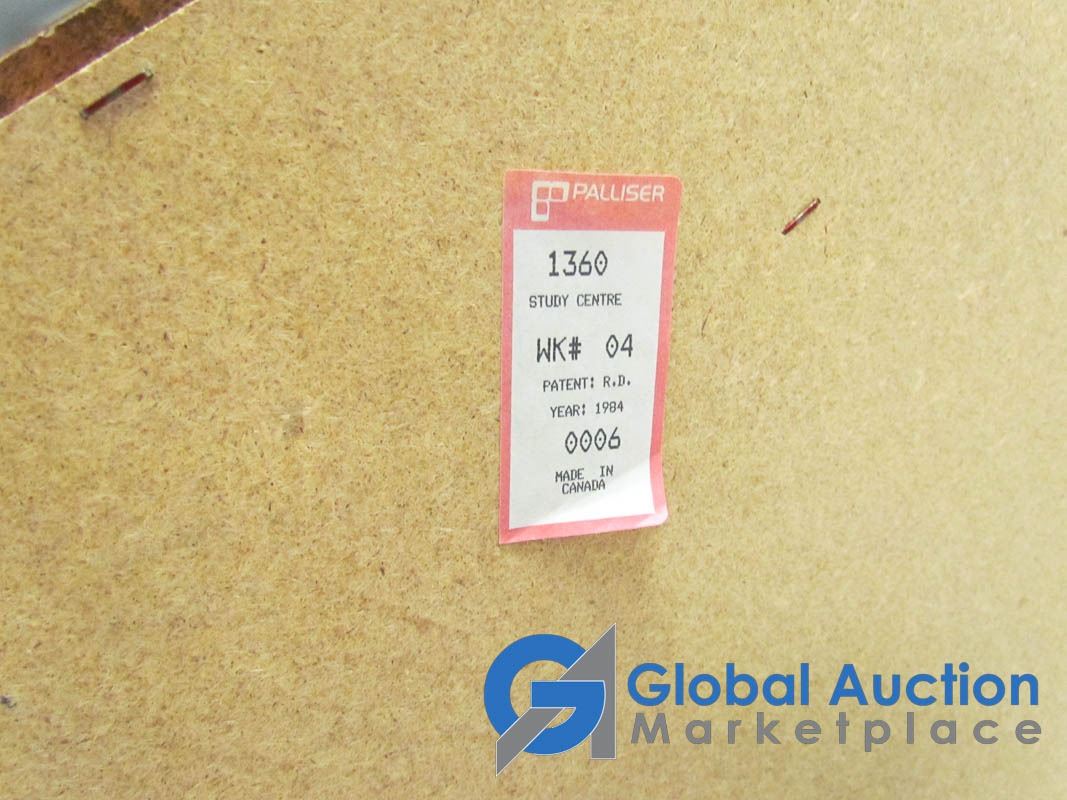 PALLISER
1360
STUDY CENTRE
WK# 04
PATENT: R.D.
YEAR: 1984
0006
MADE IN
CANADA
Global Auction
Marketplace